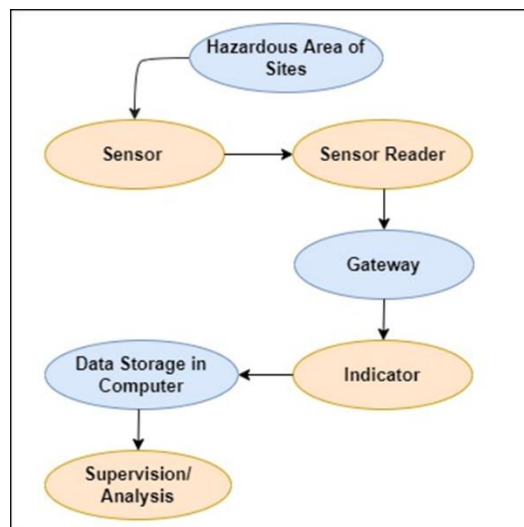 Hazardous Area of
Sites
Sensor
Sensor Reader
Gateway
Indicator
Data Storage in
Computer
Supervision/
Analysis